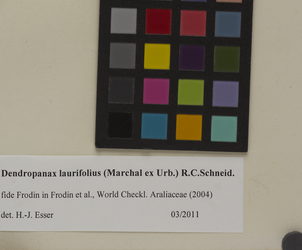 Dendropanax laurifolius (Marchal ex Urb.) R.C.Schneid.
fide Frodin in Frodin et al., World Checkl. Araliaceae (2004)
det. H.-J. Esser 03/2011